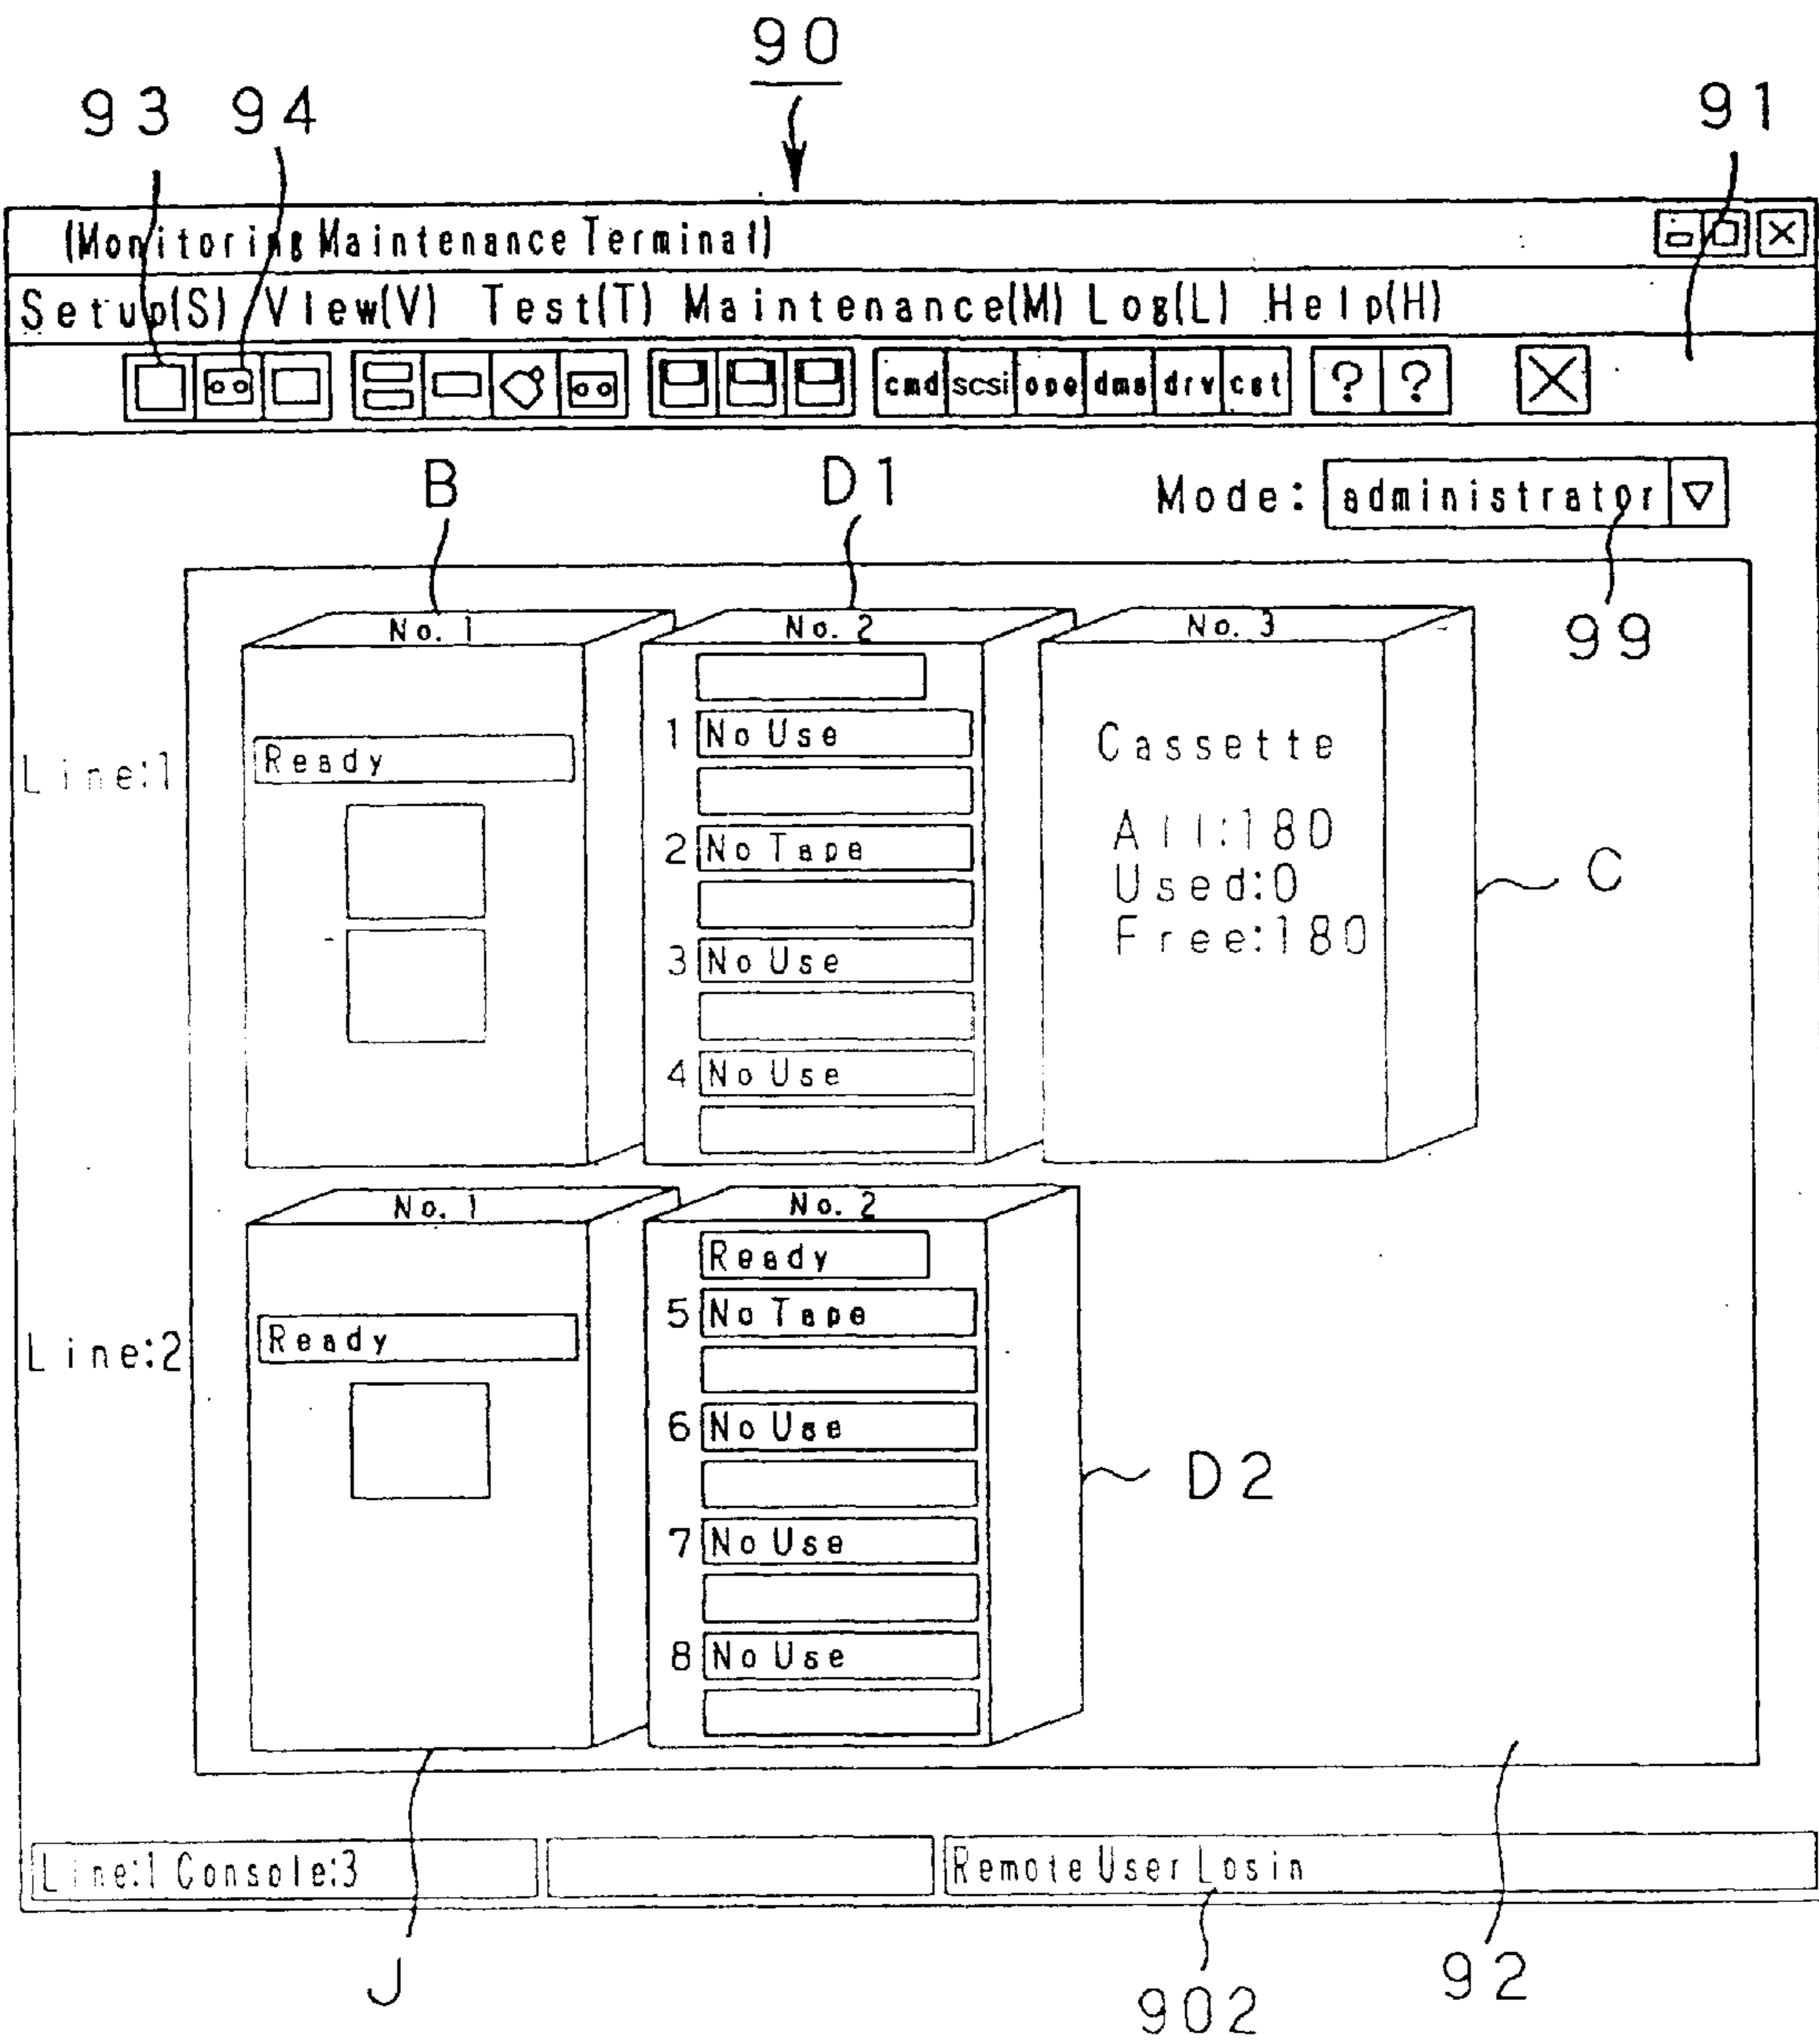 90
93 94 91
(Monitoring Maintenance Terminal)
Setup(S) View(V) Test(T) Maintenance(M) Log(L) Help(H)
cmd scsi ope dms drv cst ? ?
B D1 Mode: administrator
99
No. 1 No. 2 No. 3
Line:1
Ready
1 No Use
2 No Tape
3 No Use
4 No Use
Cassette
All:180
Used:0
Free:180
C
No. 1 No. 2
Line:2
Ready
Ready
5 No Tape
6 No Use
7 No Use
8 No Use
D2
Line:1 Console:3 Remote User Losin
J 902 92